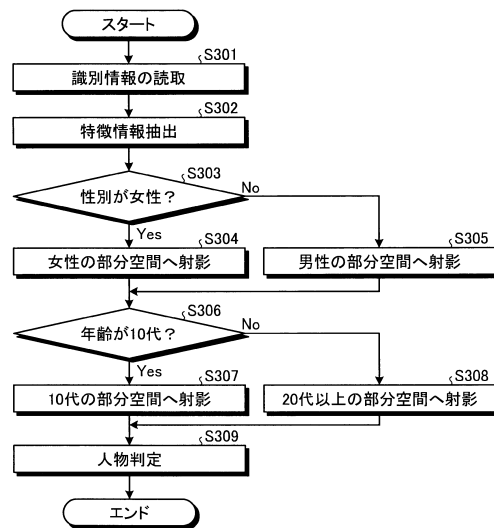 スタート
S301
識別情報の読取
S302
特徴情報抽出
S303
性別が女性？
No
Yes
S304
女性の部分空間へ射影
S305
男性の部分空間へ射影
S306
年齢が10代？
No
Yes
S307
10代の部分空間へ射影
S308
20代以上の部分空間へ射影
S309
人物判定
エンド